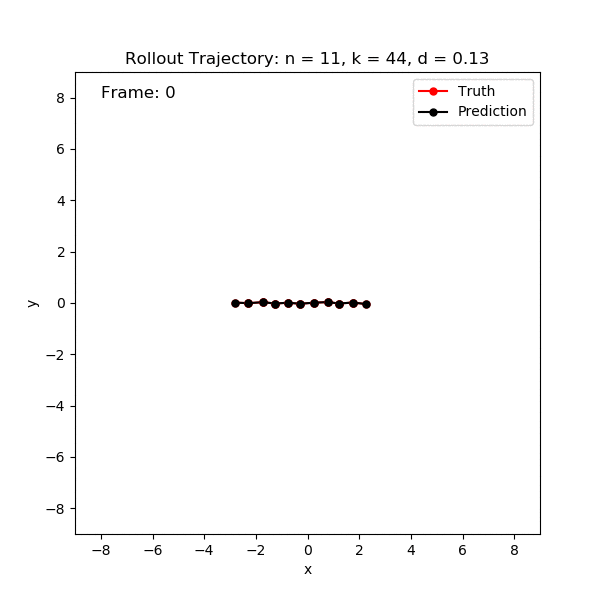 Rollout Trajectory: n = 11, k = 44, d = 0.13
Frame: 0
Truth
Prediction
8
6
4
2
0
−2
−4
−6
−8
y
−8 −6 −4 −2 0 2 4 6 8
x